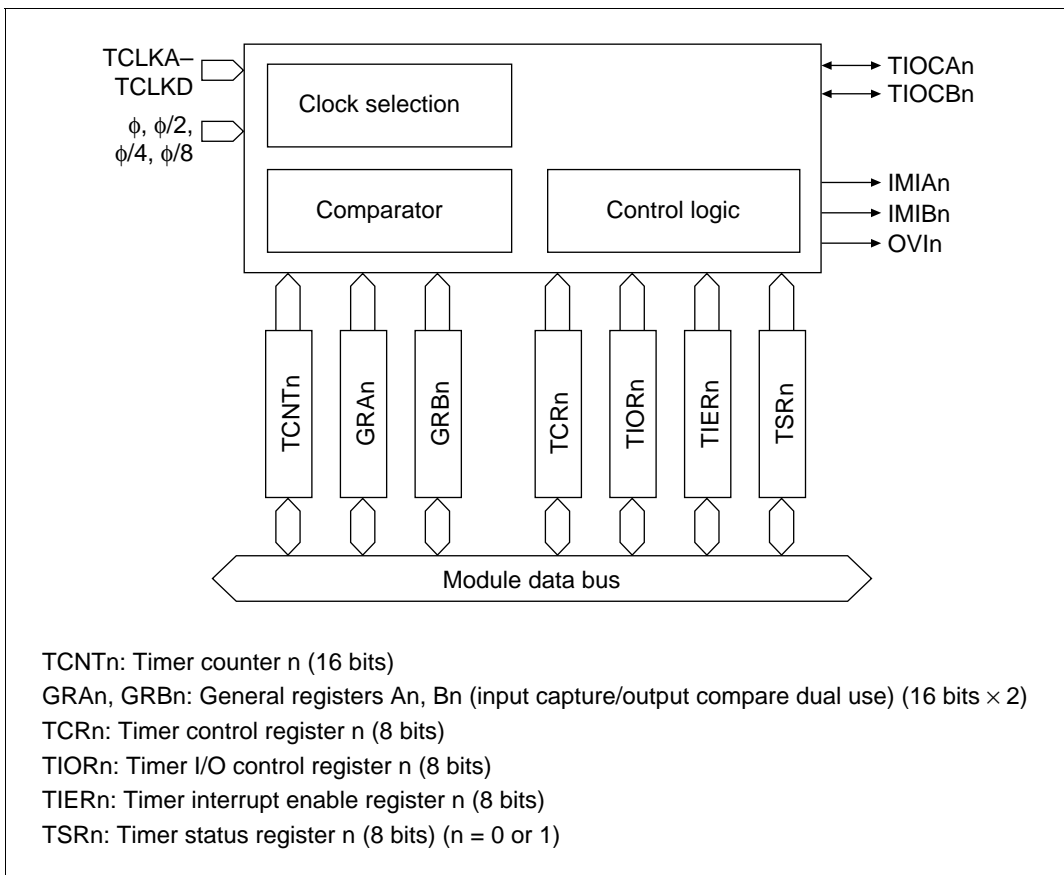 TCLKA–
TCLKD
ϕ, ϕ/2,
ϕ/4, ϕ/8
Clock selection
Comparator
Control logic
TIOCAn
TIOCBn
IMIAn
IMIBn
OVIn
TCNTn
GRAn
GRBn
TCRn
TIORn
TIERn
TSRn
Module data bus
TCNTn: Timer counter n (16 bits)
GRAn, GRBn: General registers An, Bn (input capture/output compare dual use) (16 bits × 2)
TCRn: Timer control register n (8 bits)
TIORn: Timer I/O control register n (8 bits)
TIERn: Timer interrupt enable register n (8 bits)
TSRn: Timer status register n (8 bits) (n = 0 or 1)